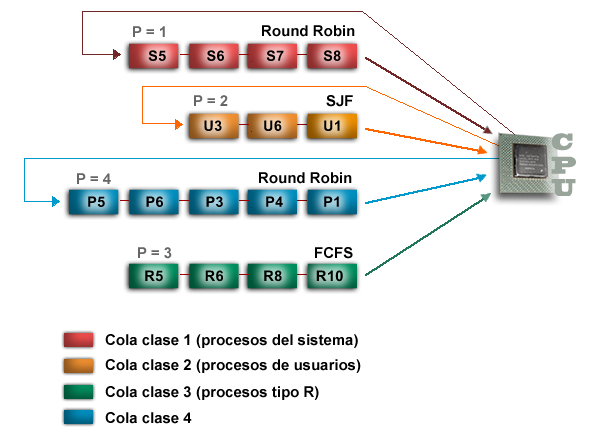 P = 1 Round Robin
S5 S6 S7 S8
P = 2 SJF
U3 U6 U1
CPU
P = 4 Round Robin
P5 P6 P3 P4 P1
P = 3 FCFS
R5 R6 R8 R10
Cola clase 1 (procesos del sistema)
Cola clase 2 (procesos de usuarios)
Cola clase 3 (procesos tipo R)
Cola clase 4